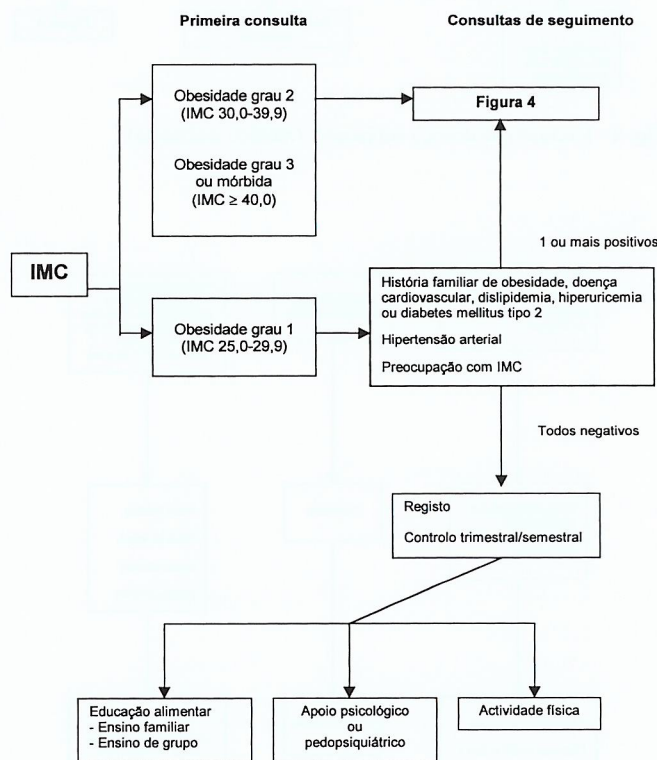 Primeira consulta
Consultas de seguimento
Obesidade grau 2
(IMC 30,0-39,9)
Obesidade grau 3
ou mórbida
(IMC ≥ 40,0)
Figura 4
1 ou mais positivos
IMC
História familiar de obesidade, doença
cardiovascular, dislipidemia, hiperuricemia
ou diabetes mellitus tipo 2
Hipertensão arterial
Preocupação com IMC
Obesidade grau 1
(IMC 25,0-29,9)
Todos negativos
Registo
Controlo trimestral/semestral
Educação alimentar
- Ensino familiar
- Ensino de grupo
Apoio psicológico
ou
pedopsiquiátrico
Actividade física